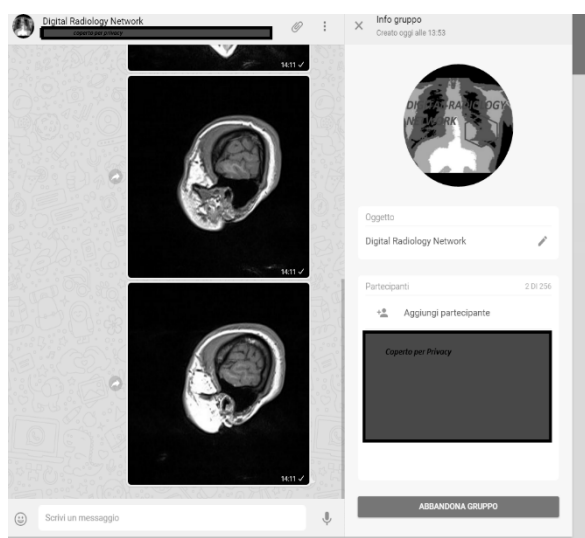 Digital Radiology Network
coperto per privacy
14:11
14:11
14:11
Scrivi un messaggio
Info gruppo
Creato oggi alle 13:53
DIGITAL RADIOLOGY
NETWORK
Oggetto
Digital Radiology Network
Partecipanti
2 DI 256
Aggiungi partecipante
Coperto per Privacy
ABBANDONA GRUPPO